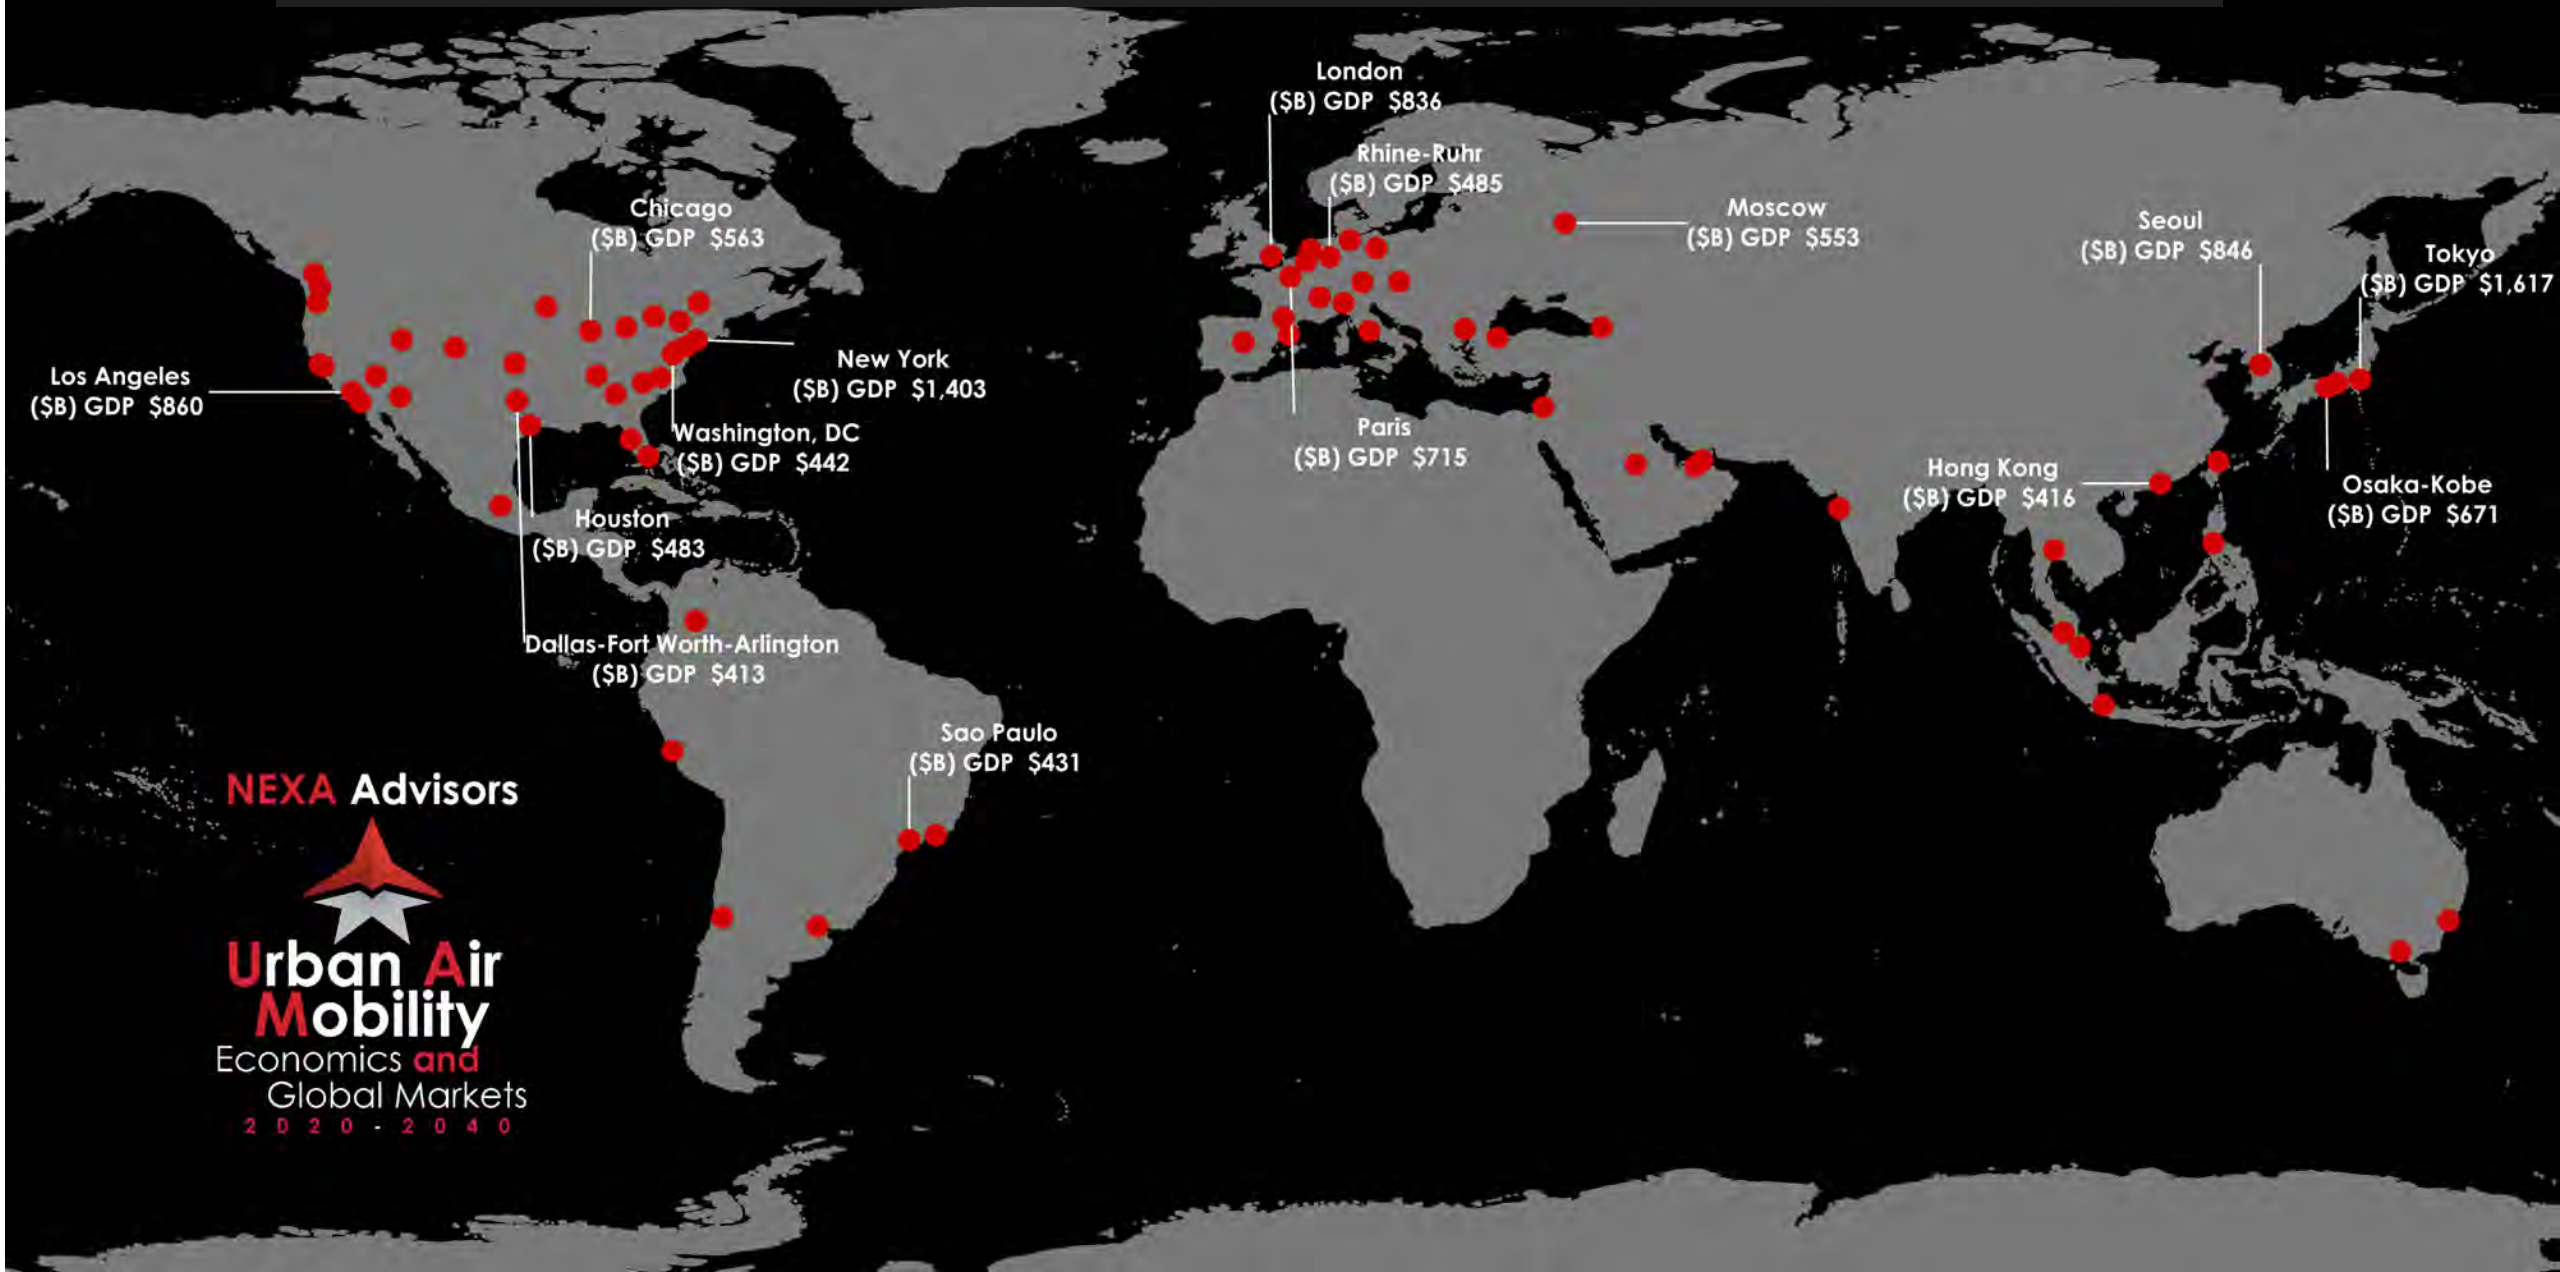 London
($B) GDP $836
Rhine-Ruhr
($B) GDP $485
Chicago
($B) GDP $563
Moscow
($B) GDP $553
Seoul
($B) GDP $846
Tokyo
($B) GDP $1,617
New York
($B) GDP $1,403
Los Angeles
($B) GDP $860
Washington, DC
($B) GDP $442
Paris
($B) GDP $715
Hong Kong
($B) GDP $416
Osaka-Kobe
($B) GDP $671
Houston
($B) GDP $483
Dallas-Fort Worth-Arlington
($B) GDP $413
Sao Paulo
($B) GDP $431
NEXA Advisors
Urban Air
Mobility
Economics and
Global Markets
2020-2040